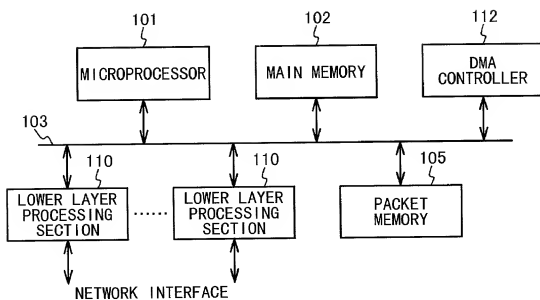 101
102
112
MICROPROCESSOR
MAIN MEMORY
DMA
CONTROLLER
103
110
110
105
LOWER LAYER
PROCESSING
SECTION
......
LOWER LAYER
PROCESSING
SECTION
PACKET
MEMORY
NETWORK INTERFACE